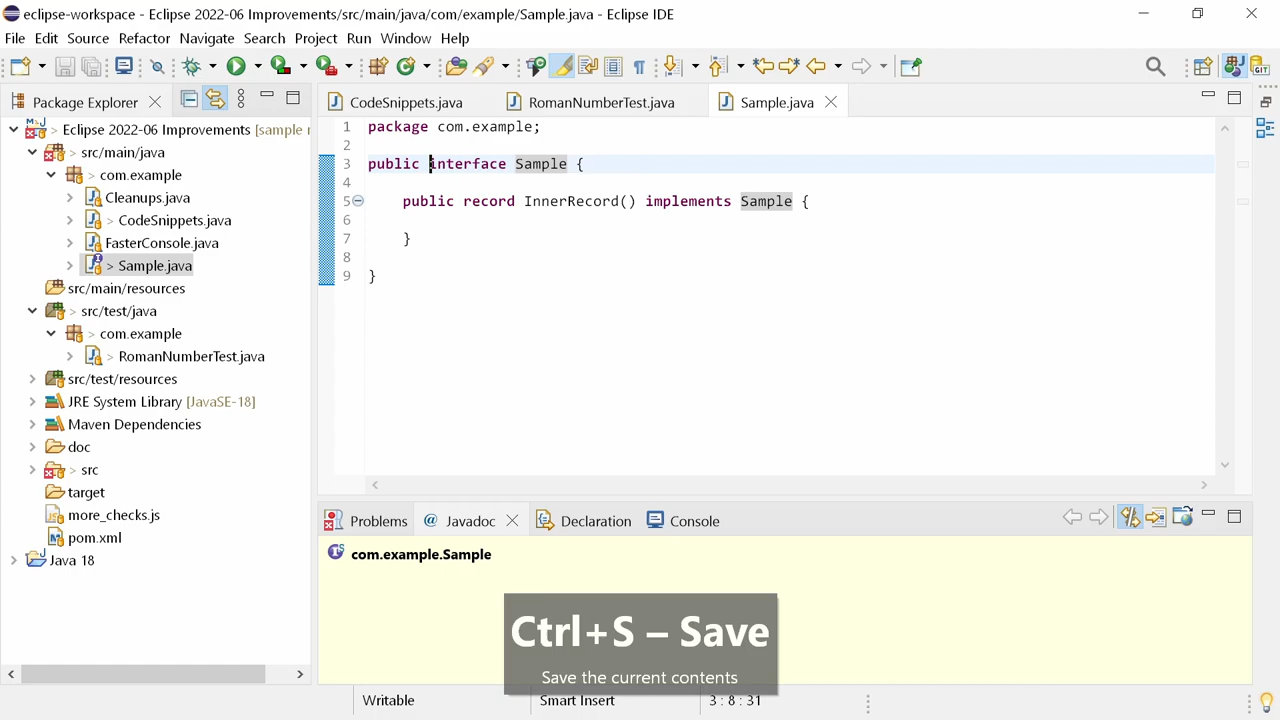 eclipse-workspace - Eclipse 2022-06 Improvements/src/main/java/com/example/Sample.java - Eclipse IDE
File Edit Source Refactor Navigate Search Project Run Window Help
Package Explorer
CodeSnippets.java RomanNumberTest.java Sample.java
> Eclipse 2022-06 Improvements [sample r
src/main/java
> com.example
Cleanups.java
> CodeSnippets.java
FasterConsole.java
> Sample.java
src/main/resources
> src/test/java
> com.example
> RomanNumberTest.java
src/test/resources
JRE System Library [JavaSE-18]
Maven Dependencies
doc
> src
target
more_checks.js
pom.xml
Java 18
1 package com.example;
2
3 public interface Sample {
4
5 public record InnerRecord() implements Sample {
6
7 }
8
9 }
Problems @ Javadoc Declaration Console
com.example.Sample
Ctrl+S – Save
Save the current contents
Writable Smart Insert 3 : 8 : 31